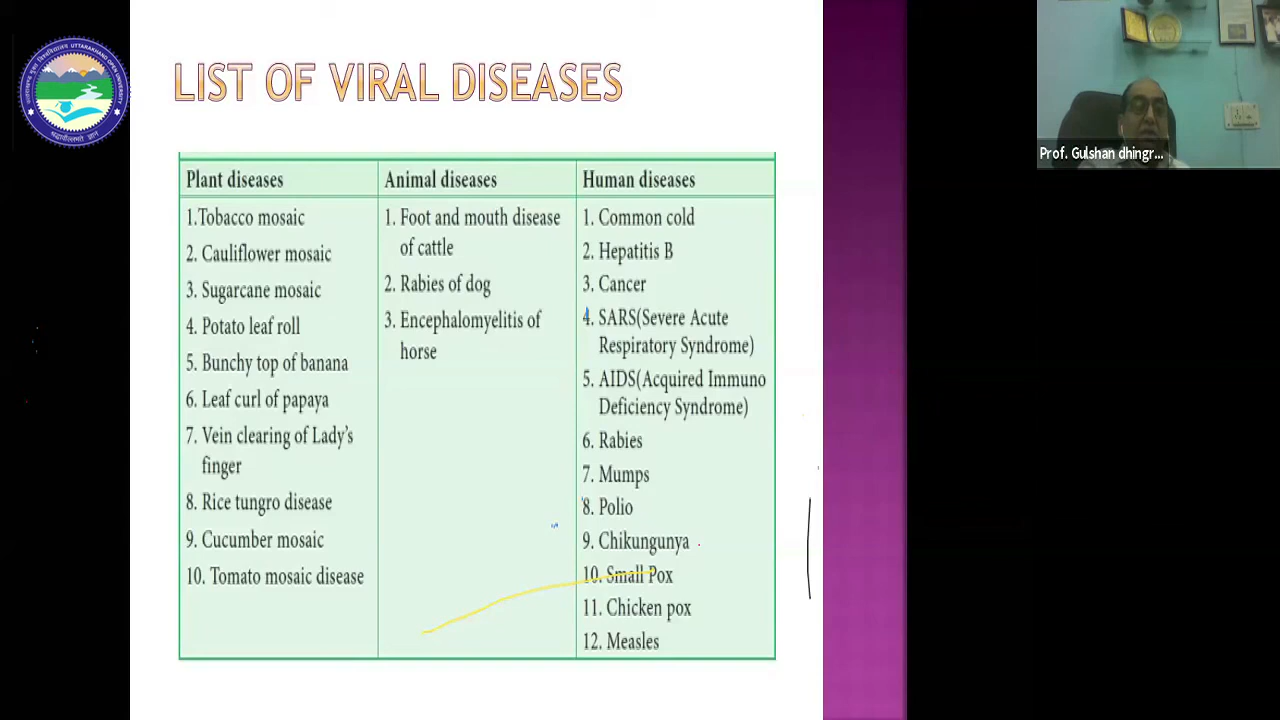 UTTARAKHAND OPEN UNIVERSITY
LIST OF VIRAL DISEASES
Prof. Gulshan dhingr...
Plant diseases
1.Tobacco mosaic
2. Cauliflower mosaic
3. Sugarcane mosaic
4. Potato leaf roll
5. Bunchy top of banana
6. Leaf curl of papaya
7. Vein clearing of Lady's
finger
8. Rice tungro disease
9. Cucumber mosaic
10. Tomato mosaic disease
Animal diseases
1. Foot and mouth disease
of cattle
2. Rabies of dog
3. Encephalomyelitis of
horse
Human diseases
1. Common cold
2. Hepatitis B
3. Cancer
4. SARS(Severe Acute
Respiratory Syndrome)
5. AIDS(Acquired Immuno
Deficiency Syndrome)
6. Rabies
7. Mumps
8. Polio
9. Chikungunya
10. Small Pox
11. Chicken pox
12. Measles